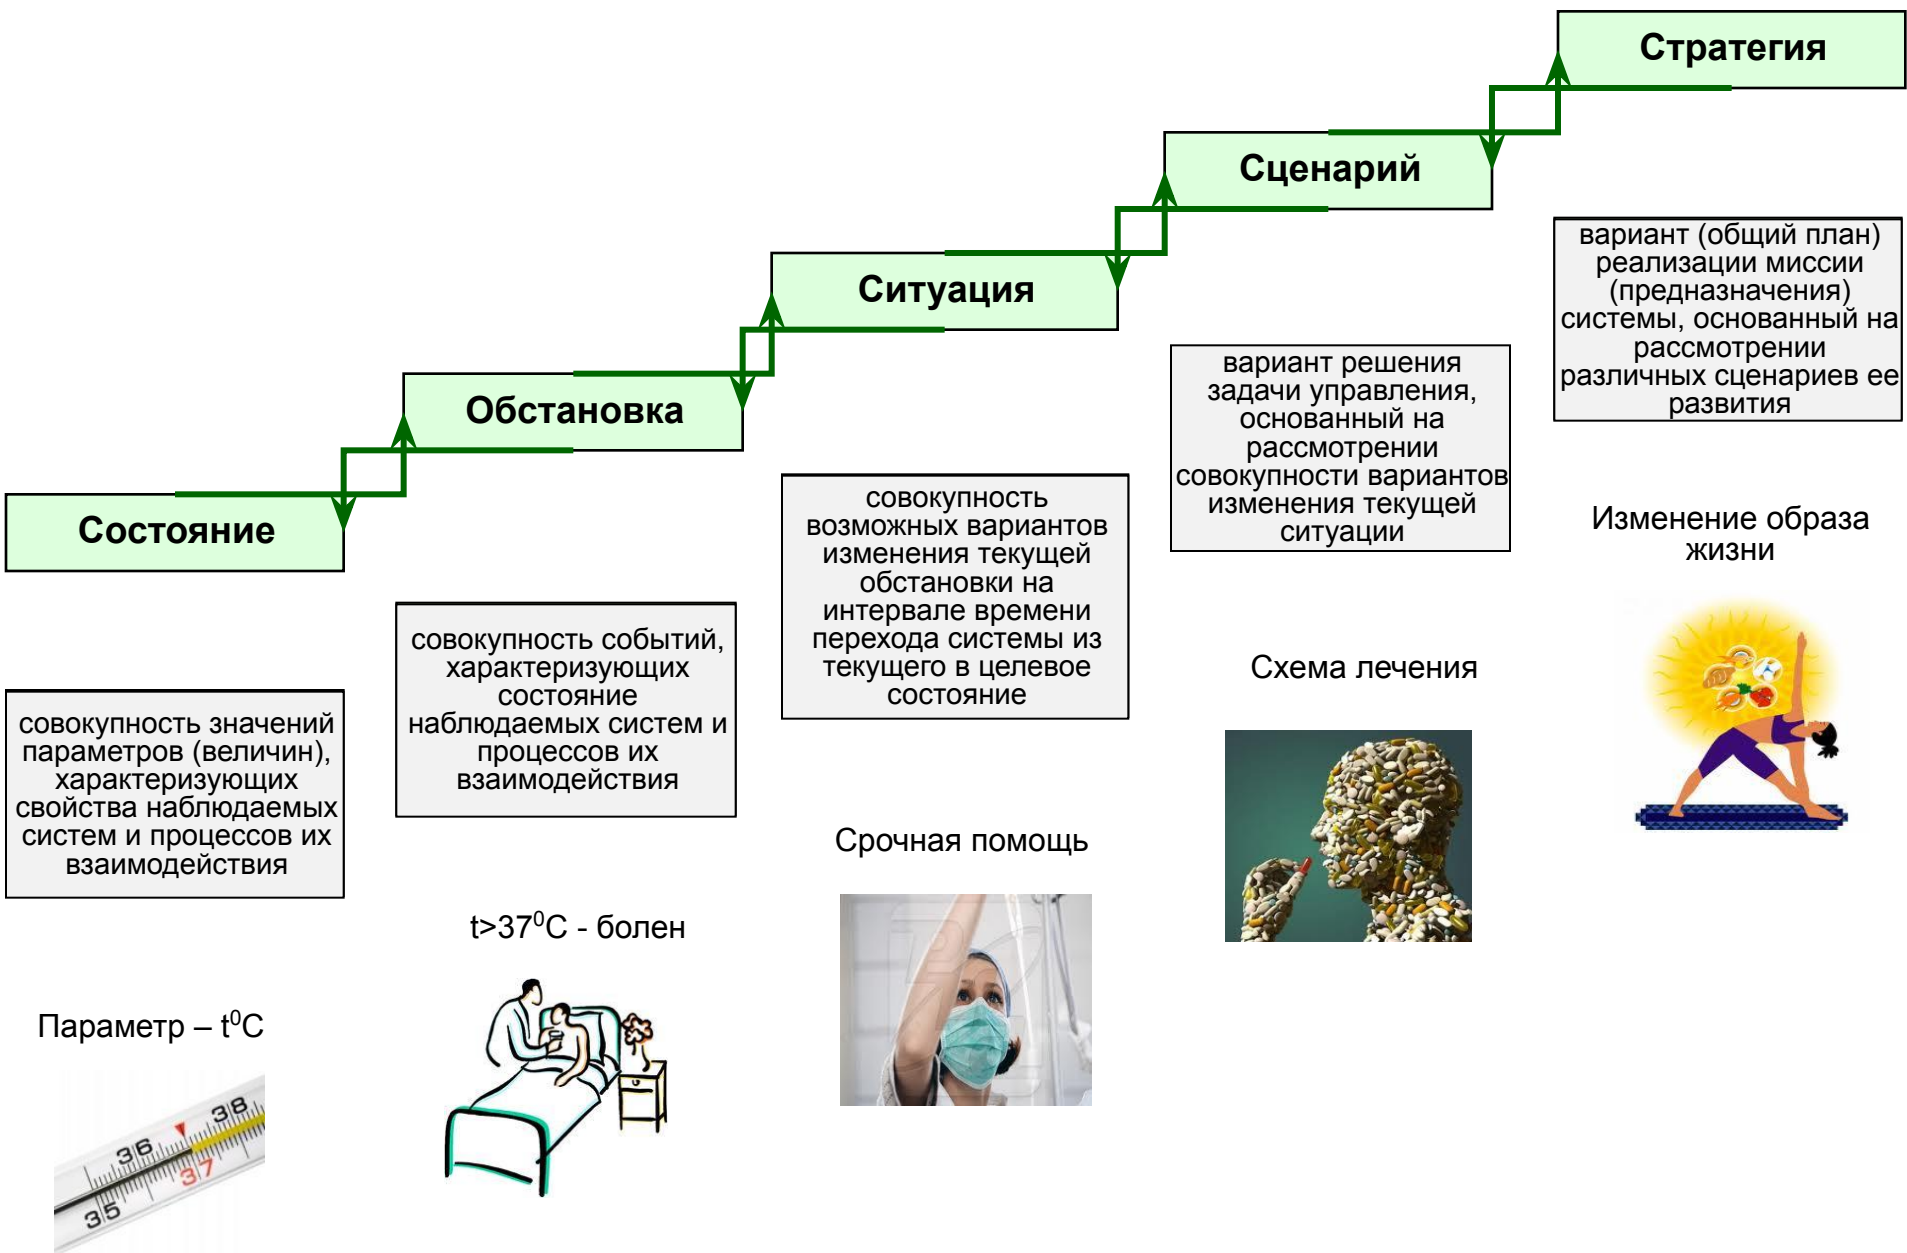 Стратегия
Сценарий
Ситуация
Обстановка
Состояние
совокупность значений
параметров (величин),
характеризующих
свойства наблюдаемых
систем и процессов их
взаимодействия
Параметр – t⁰C
35
36
37
38
совокупность событий,
характеризующих
состояние
наблюдаемых систем и
процессов их
взаимодействия
t>37⁰C - болен
совокупность
возможных вариантов
изменения текущей
обстановки на
интервале времени
перехода системы из
текущего в целевое
состояние
Срочная помощь
вариант решения
задачи управления,
основанный на
рассмотрении
совокупности вариантов
изменения текущей
ситуации
Схема лечения
вариант (общий план)
реализации миссии
(предназначения)
системы, основанный на
рассмотрении
различных сценариев ее
развития
Изменение образа
жизни